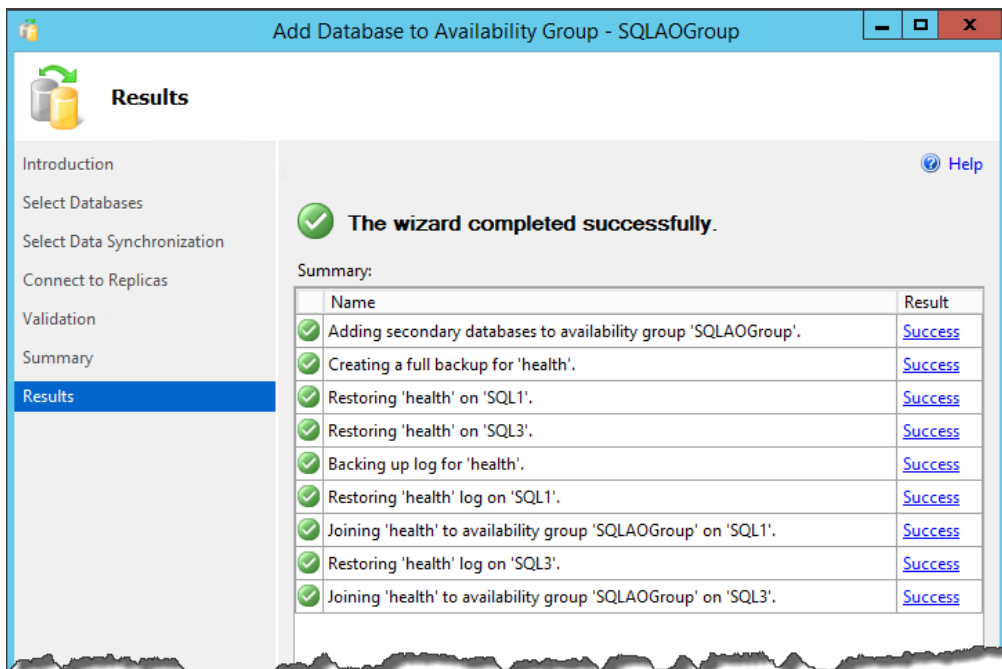 Add Database to Availability Group - SQLAOGroup
Results
Introduction
Select Databases
Select Data Synchronization
Connect to Replicas
Validation
Summary
Results
Help
The wizard completed successfully.
Summary:
Name Result
Adding secondary databases to availability group 'SQLAOGroup'. Success
Creating a full backup for 'health'. Success
Restoring 'health' on 'SQL1'. Success
Restoring 'health' on 'SQL3'. Success
Backing up log for 'health'. Success
Restoring 'health' log on 'SQL1'. Success
Joining 'health' to availability group 'SQLAOGroup' on 'SQL1'. Success
Restoring 'health' log on 'SQL3'. Success
Joining 'health' to availability group 'SQLAOGroup' on 'SQL3'. Success